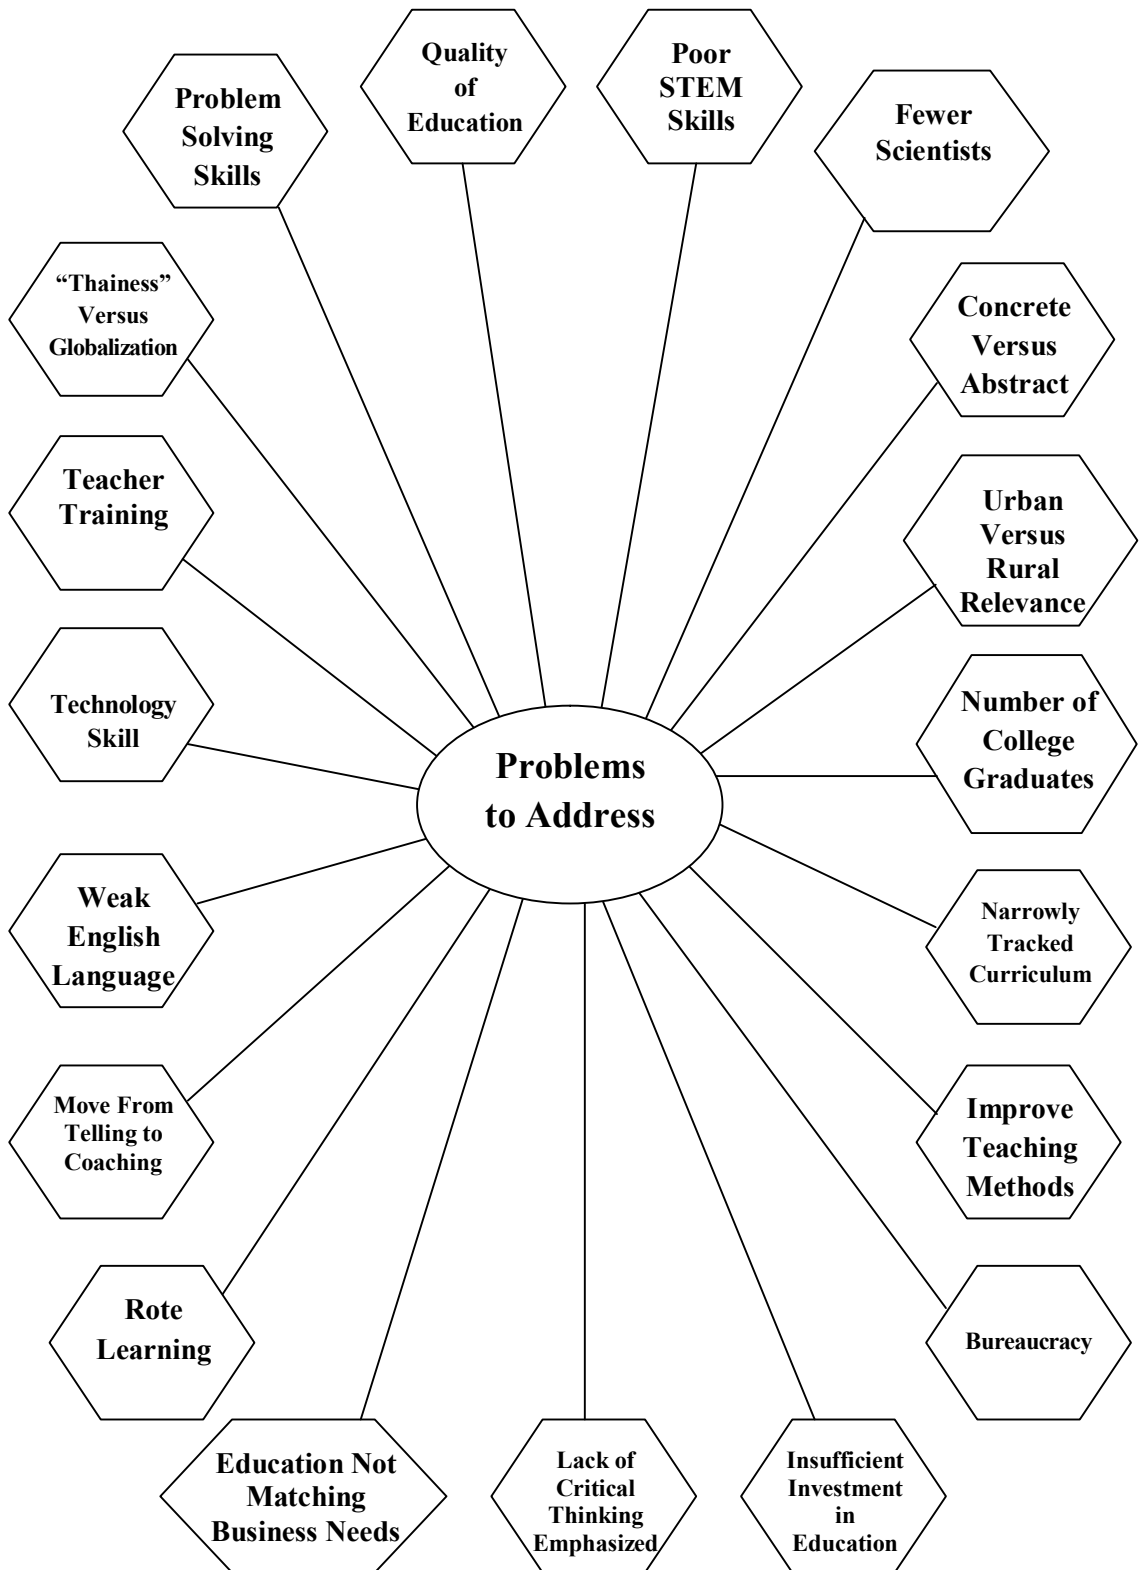 Quality
of
Education
Poor
STEM
Skills
Problem
Solving
Skills
Fewer
Scientists
“Thainess”
Versus
Globalization
Concrete
Versus
Abstract
Teacher
Training
Urban
Versus
Rural
Relevance
Technology
Skill
Number of
College
Graduates
Problems
to Address
Weak
English
Language
Narrowly
Tracked
Curriculum
Move From
Telling to
Coaching
Improve
Teaching
Methods
Rote
Learning
Bureaucracy
Education Not
Matching
Business Needs
Lack of
Critical
Thinking
Emphasized
Insufficient
Investment
in
Education